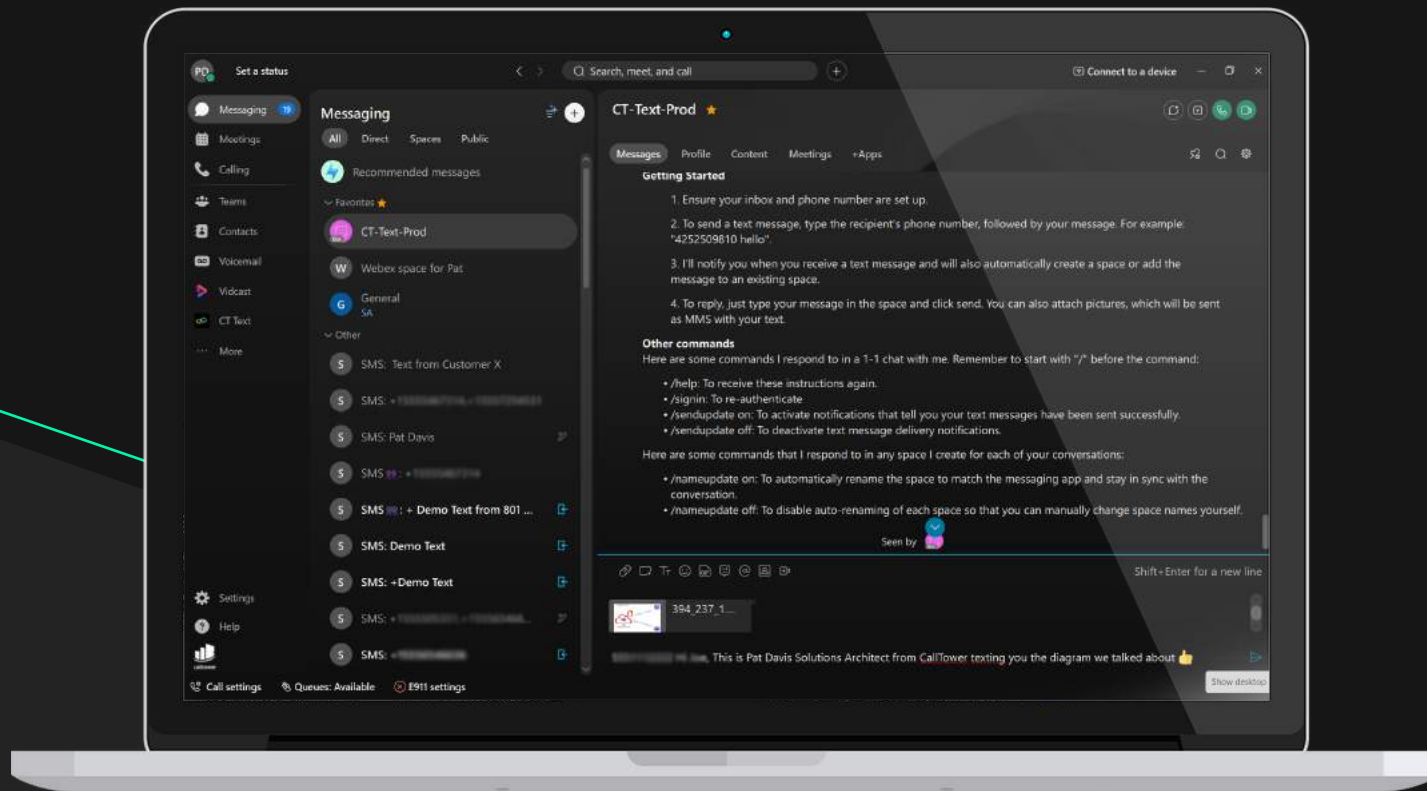 PD
Set a status
Search, meet, and call
Connect to a device
Messaging 19
Meetings
Calling
Teams
Contacts
Voicemail
Vidcast
CT Text
More
Settings
Help
Call settings
Queues: Available
E911 settings
Messaging
All Direct Spaces Public
Recommended messages
Favorites
CT-Text-Prod
W Webex space for Pat
G General
SA
Other
S SMS: Text from Customer X
S SMS: +
S SMS: Pat Davis
S SMS : +
S SMS : + Demo Text from 801 ...
S SMS: Demo Text
S SMS: +Demo Text
S SMS: +
S SMS: +
CT-Text-Prod
Messages Profile Content Meetings +Apps
Getting Started
1. Ensure your inbox and phone number are set up.
2. To send a text message, type the recipient's phone number, followed by your message. For example:
"4252509810 hello".
3. I'll notify you when you receive a text message and will also automatically create a space or add the
message to an existing space.
4. To reply, just type your message in the space and click send. You can also attach pictures, which will be sent
as MMS with your text.
Other commands
Here are some commands I respond to in a 1-1 chat with me. Remember to start with "/" before the command:
• /help: To receive these instructions again.
• /signin: To re-authenticate
• /sendupdate on: To activate notifications that tell you your text messages have been sent successfully.
• /sendupdate off: To deactivate text message delivery notifications.
Here are some commands that I respond to in any space I create for each of your conversations:
• /nameupdate on: To automatically rename the space to match the messaging app and stay in sync with the
conversation.
• /nameupdate off: To disable auto-renaming of each space so that you can manually change space names yourself.
Seen by
Shift+Enter for a new line
394_237_1...
, This is Pat Davis Solutions Architect from CallTower texting you the diagram we talked about 👍
Show desktop